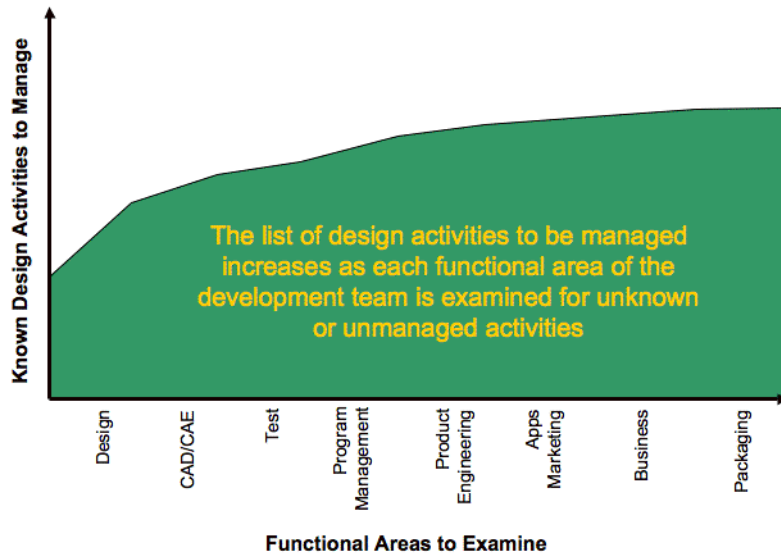 Known Design Activities to Manage
The list of design activities to be managed
increases as each functional area of the
development team is examined for unknown
or unmanaged activities
Design
CAD/CAE
Test
Program
Management
Product
Engineering
Apps
Marketing
Business
Packaging
Functional Areas to Examine